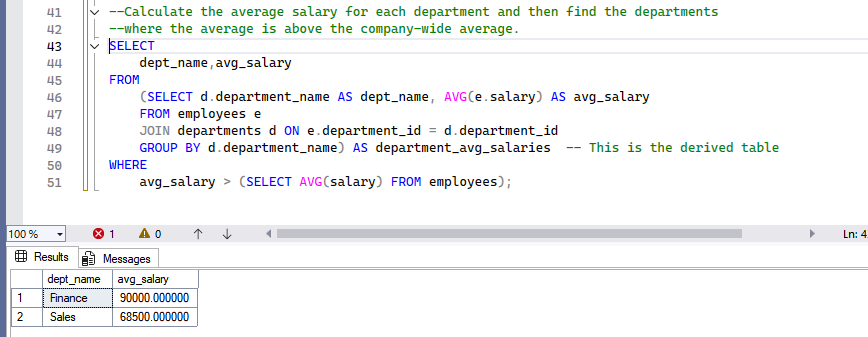 41 --Calculate the average salary for each department and then find the departments
42 --where the average is above the company-wide average.
43 SELECT
44 dept_name,avg_salary
45 FROM
46 (SELECT d.department_name AS dept_name, AVG(e.salary) AS avg_salary
47 FROM employees e
48 JOIN departments d ON e.department_id = d.department_id
49 GROUP BY d.department_name) AS department_avg_salaries -- This is the derived table
50 WHERE
51 avg_salary > (SELECT AVG(salary) FROM employees);
100 % 1 0 Ln: 4
Results Messages
dept_name avg_salary
1 Finance 90000.000000
2 Sales 68500.000000